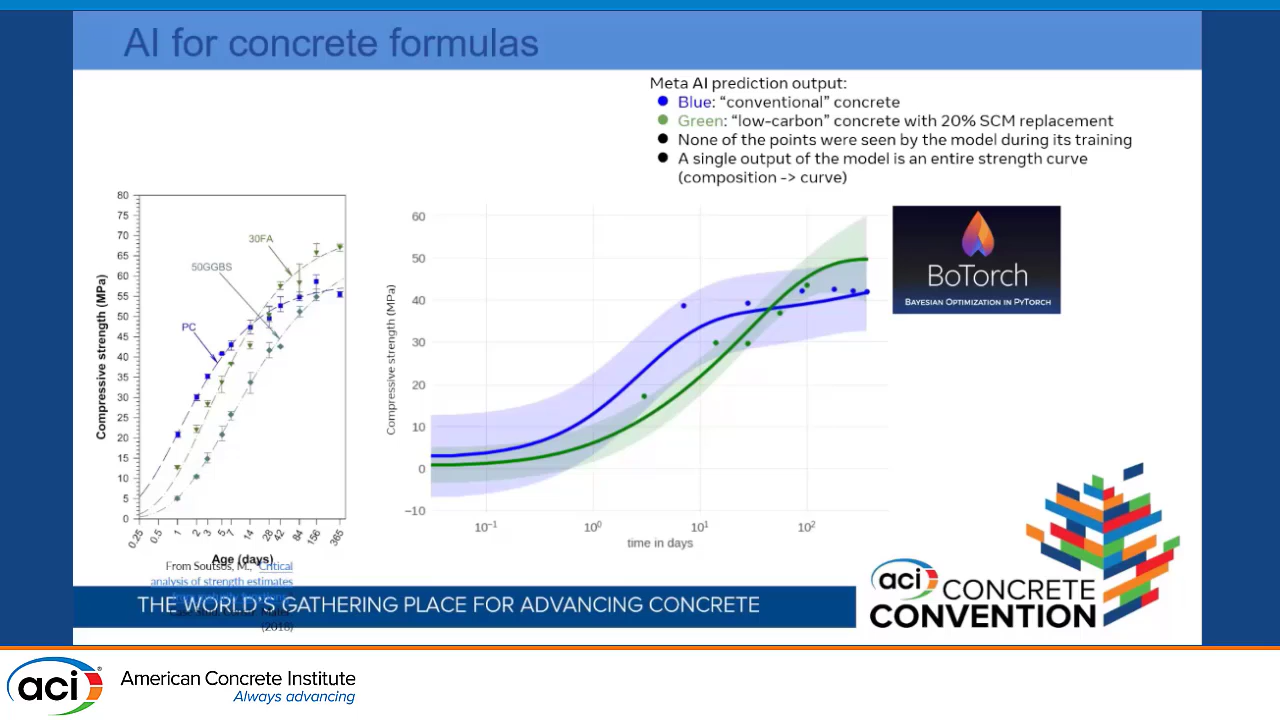 AI for concrete formulas
Meta AI prediction output:
Blue: “conventional” concrete
Green: “low-carbon” concrete with 20% SCM replacement
None of the points were seen by the model during its training
A single output of the model is an entire strength curve
(composition -> curve)
80
75
70
65
60
55
50
45
40
35
30
25
20
15
10
5
0
Compressive strength (MPa)
30FA
50GGBS
PC
0.25
0.5
1
2
3
5
7
14
28
42
84
156
365
Age (days)
60
50
40
30
20
10
0
−10
Compressive strength (MPa)
10⁻¹
10⁰
10¹
10²
time in days
BoTorch
BAYESIAN OPTIMIZATION IN PYTORCH
From Soutsos, M., "Critical
analysis of strength estimates
(2018)
THE WORLD'S GATHERING PLACE FOR ADVANCING CONCRETE
aci
CONCRETE
CONVENTION
aci
American Concrete Institute
Always advancing